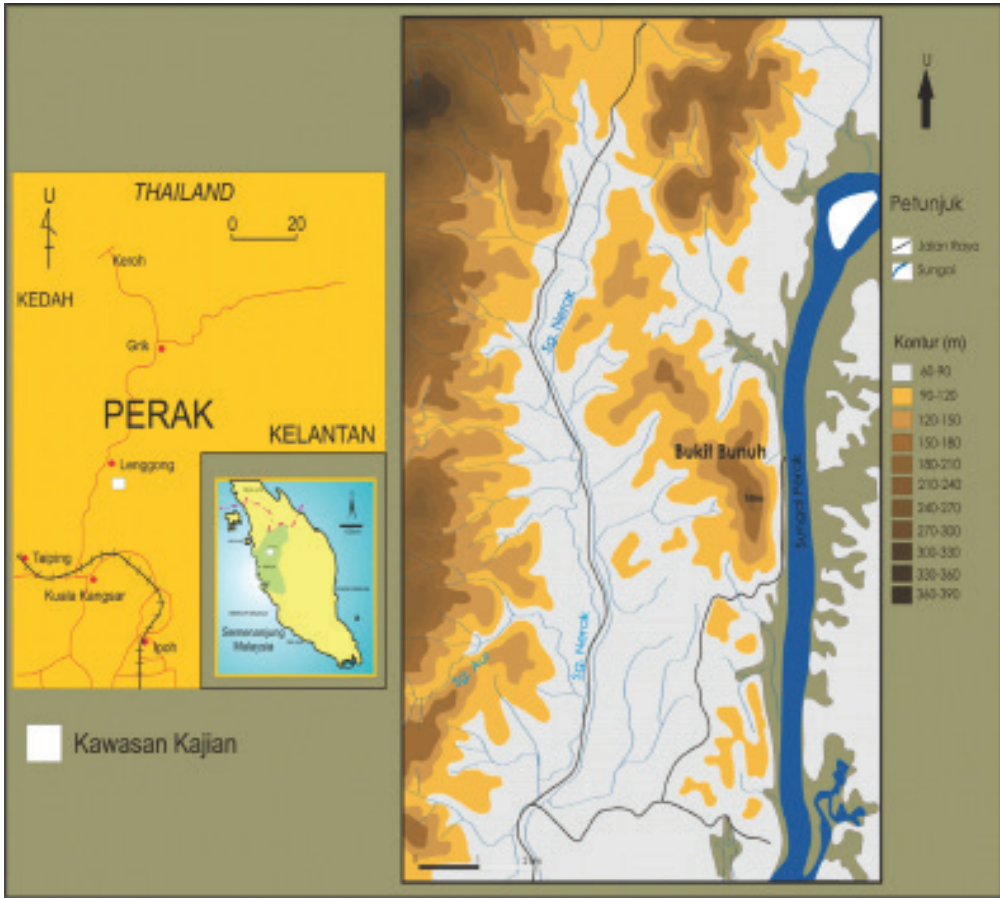 U
THAILAND
0 20
Keroh
KEDAH
Grik
PERAK
KELANTAN
Lenggong
Taiping
Kuala Kangsar
Ipoh
Semenanjung
Malaysia
Kawasan Kajian
Sg. Nerak
Bukit Bunuh
Sungai Perak
Sg. Nerak
U
Petunjuk
Jalan Raya
Sungai
Kontur (m)
60-90
90-120
120-150
150-180
180-210
210-240
240-270
270-300
300-330
330-360
360-390